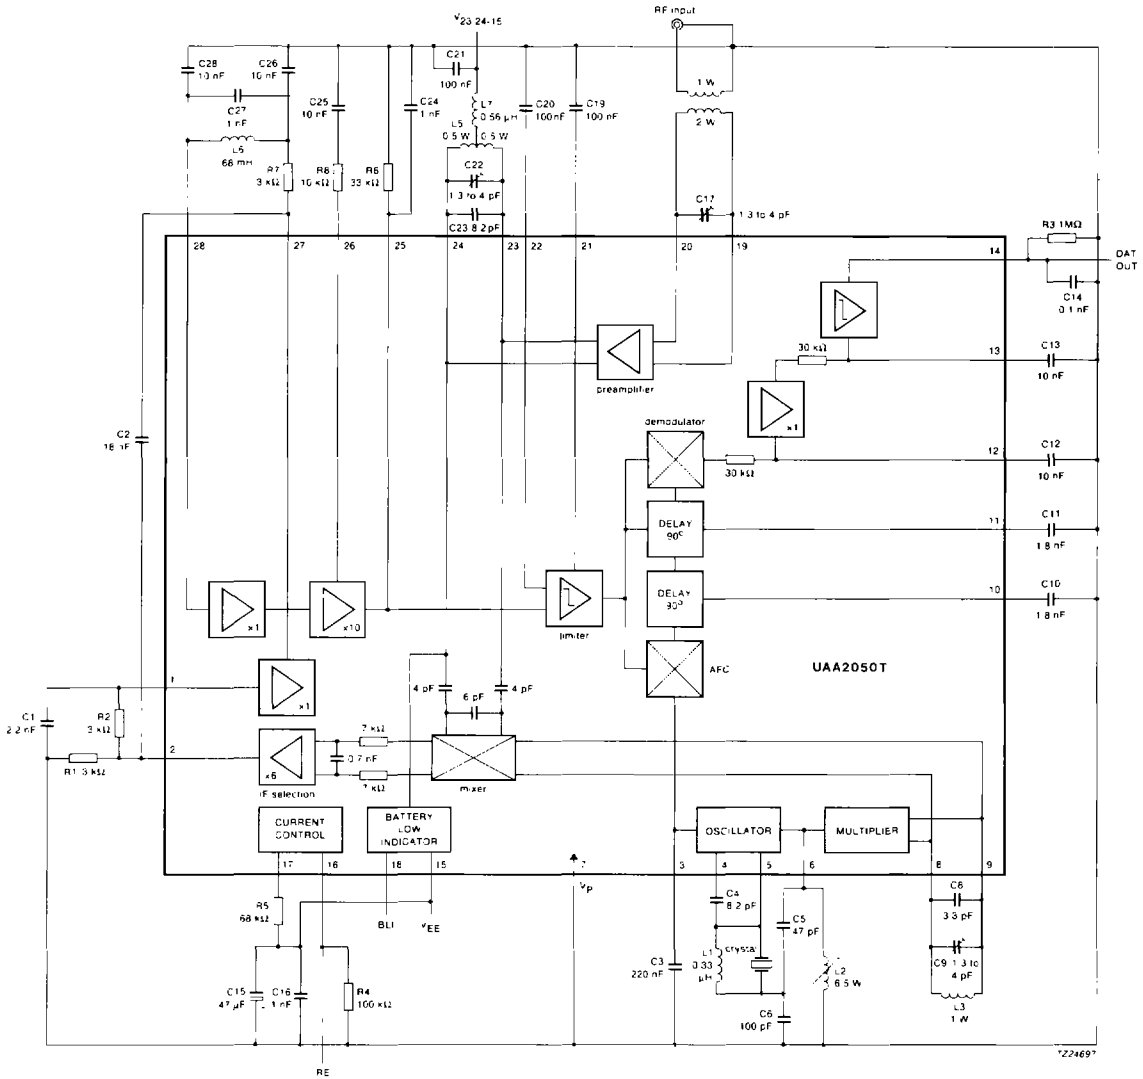 V23 24-15
RF input
C28
10 nF
C26
10 nF
C27
1 nF
C25
10 nF
C24
1 nF
C21
100 nF
L7
0.56 µH
L5
0.5 W 0.5 W
C20
100nF
C19
100 nF
1 W
2 W
L6
68 mH
R7
3 kΩ
R8
10 kΩ
R6
33 kΩ
C22
1.3 to 4 pF
C23 8.2 pF
C17
1.3 to 4 pF
28
27
26
25
24
23
22
21
20
19
14
R3 1MΩ
DAT
OUT
C14
0.1 nF
30 kΩ
13
C13
10 nF
preamplifier
x1
C2
18 nF
demodulator
30 kΩ
12
C12
10 nF
DELAY
90°
11
C11
1.8 nF
DELAY
90°
10
C10
1.8 nF
x1
x10
limiter
AFC
UAA2050T
1
x1
4 pF
6 pF
4 pF
C1
2.2 nF
R2
3 kΩ
R1 3 kΩ
2
x6
IF selection
7 kΩ
0.7 nF
7 kΩ
mixer
CURRENT
CONTROL
BATTERY
LOW
INDICATOR
OSCILLATOR
MULTIPLIER
17
16
18
15
7
VP
3
4
5
6
8
9
R5
68 kΩ
BLI
VEE
C4
8.2 pF
C5
47 pF
C8
3.3 pF
C3
220 nF
L1
0.33
µH
crystal
L2
6.5 W
C9 1.3 to
4 pF
L3
1 W
C15
47 µF
C16
1 nF
R4
100 kΩ
C6
100 pF
RE
7Z24697